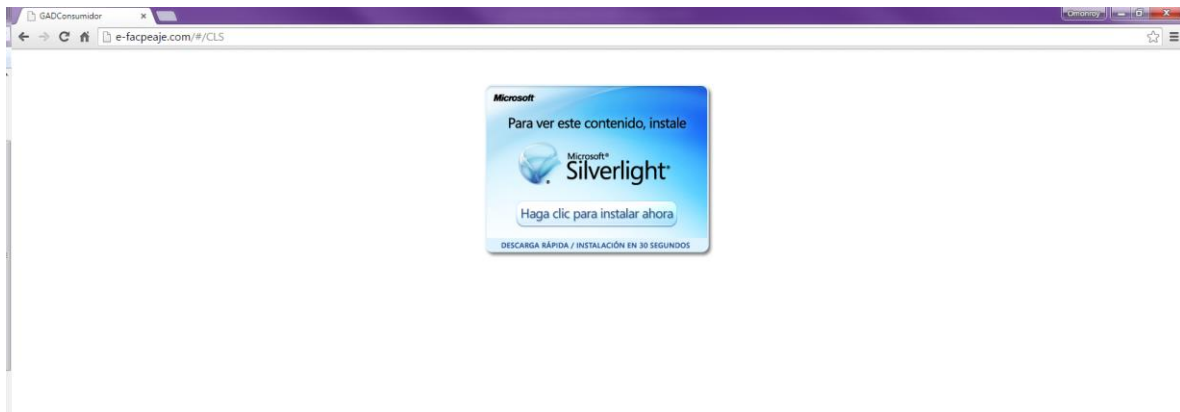 GADConsumidor
Omonroy
e-facpeaje.com/#/CLS
Microsoft
Para ver este contenido, instale
Microsoft®
Silverlight
Haga clic para instalar ahora
DESCARGA RÁPIDA / INSTALACIÓN EN 30 SEGUNDOS